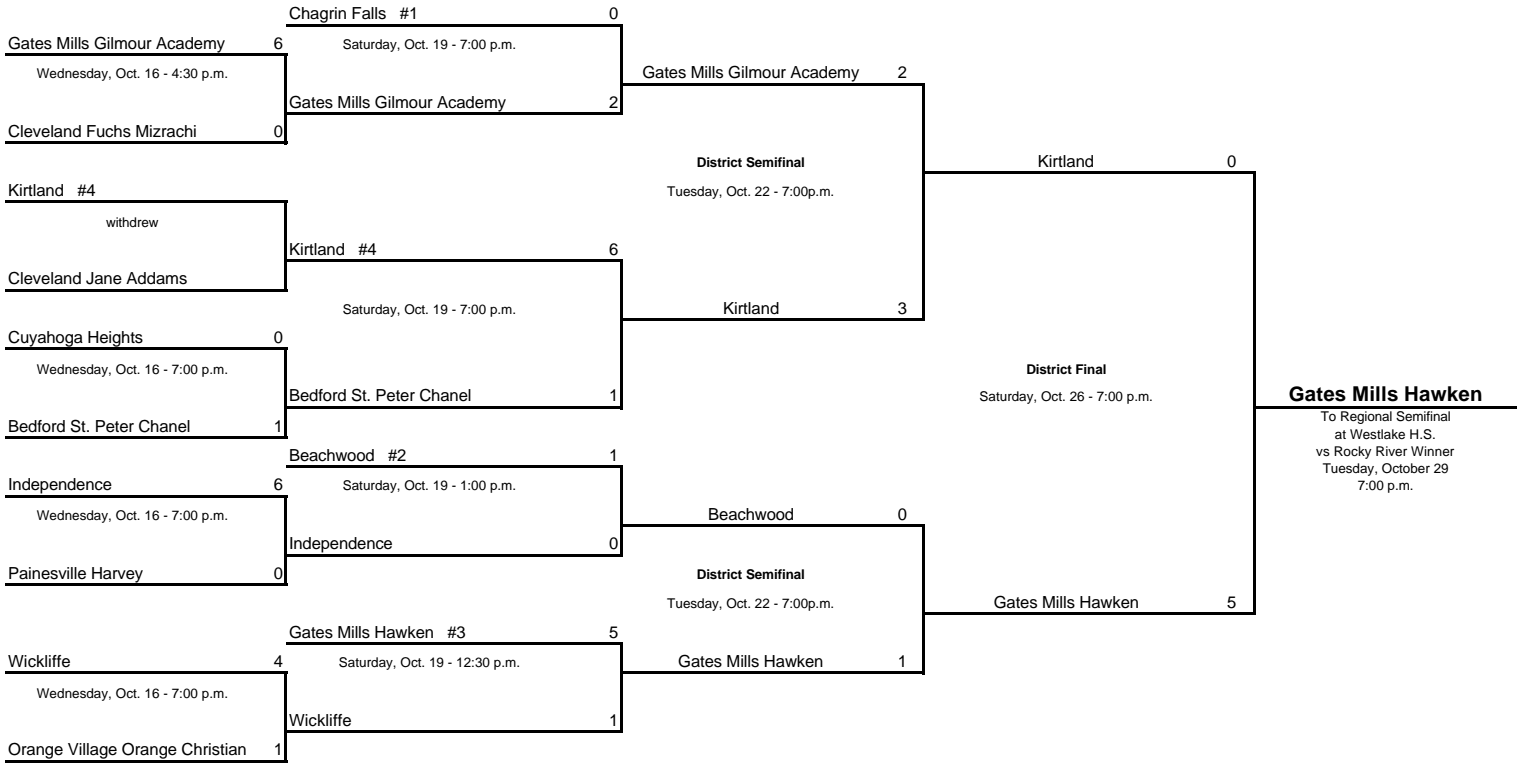 Chagrin Falls #1 0
Gates Mills Gilmour Academy 6
Saturday, Oct. 19 - 7:00 p.m.
Wednesday, Oct. 16 - 4:30 p.m.
Gates Mills Gilmour Academy 2
Gates Mills Gilmour Academy 2
Cleveland Fuchs Mizrachi 0
District Semifinal
Kirtland 0
Kirtland #4
Tuesday, Oct. 22 - 7:00p.m.
withdrew
Kirtland #4 6
Cleveland Jane Addams
Saturday, Oct. 19 - 7:00 p.m.
Kirtland 3
Cuyahoga Heights 0
Wednesday, Oct. 16 - 7:00 p.m.
District Final
Bedford St. Peter Chanel 1
Saturday, Oct. 26 - 7:00 p.m.
Gates Mills Hawken
Bedford St. Peter Chanel 1
To Regional Semifinal
at Westlake H.S.
vs Rocky River Winner
Tuesday, October 29
7:00 p.m.
Beachwood #2 1
Independence 6
Saturday, Oct. 19 - 1:00 p.m.
Wednesday, Oct. 16 - 7:00 p.m.
Beachwood 0
Independence 0
Painesville Harvey 0
District Semifinal
Tuesday, Oct. 22 - 7:00p.m.
Gates Mills Hawken 5
Gates Mills Hawken #3 5
Wickliffe 4
Saturday, Oct. 19 - 12:30 p.m.
Gates Mills Hawken 1
Wednesday, Oct. 16 - 7:00 p.m.
Wickliffe 1
Orange Village Orange Christian 1